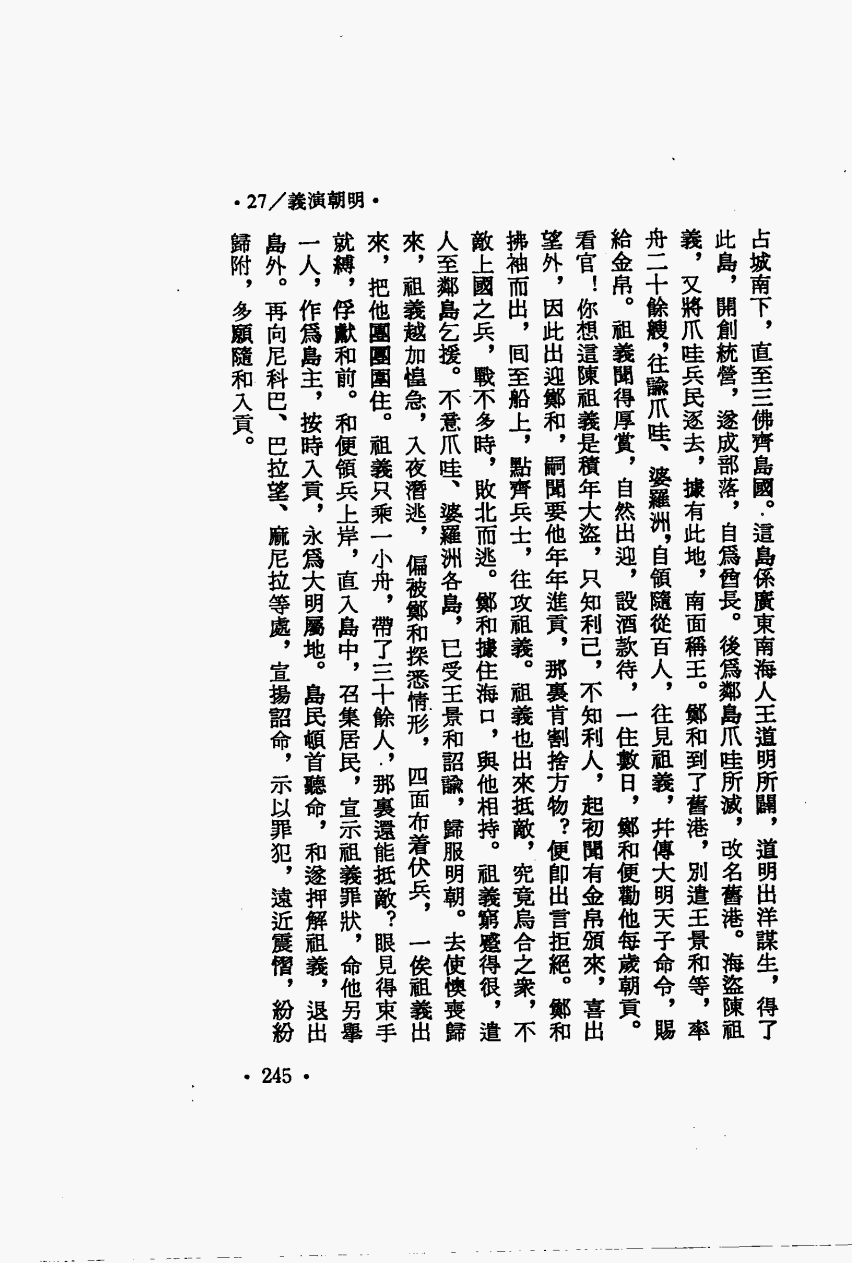 ·27／義演朝明·
占城南下，直至三佛齊島國。這島係廣東南海人王道明所闢，道明出洋謀生，得了
此島，開創統營，遂成部落，自爲酋長。後爲鄰島爪哇所滅，改名舊港。海盜陳祖
義，又將爪哇兵民逐去，據有此地，南面稱王。鄭和到了舊港，別遣王景和等，率
舟二十餘艘，往諭爪哇、婆羅洲，自領隨從百人，往見祖義，幷傳大明天子命令，賜
給金帛。祖義聞得厚賞，自然出迎，設酒款待，一住數日，鄭和便勸他每歲朝貢。
看官！你想這陳祖義是積年大盜，只知利己，不知利人，起初聞有金帛頒來，喜出
望外，因此出迎鄭和，嗣聞要他年年進貢，那裏肯割捨方物？便卽出言拒絕。鄭和
拂袖而出，囘至船上，點齊兵士，往攻祖義。祖義也出來抵敵，究竟烏合之衆，不
敵上國之兵，戰不多時，敗北而逃。鄭和據住海口，與他相持。祖義窮蹙得很，遣
人至鄰島乞援。不意爪哇、婆羅洲各島，已受王景和詔諭，歸服明朝。去使懊喪歸
來，祖義越加惶急，入夜潛逃，偏被鄭和探悉情形，四面布着伏兵，一俟祖義出
來，把他團團圍住。祖義只乘一小舟，帶了三十餘人，那裏還能抵敵？眼見得束手
就縛，俘獻和前。和便領兵上岸，直入島中，召集居民，宣示祖義罪狀，命他另舉
一人，作爲島主，按時入貢，永爲大明屬地。島民頓首聽命，和遂押解祖義，退出
島外。再向尼科巴、巴拉望、麻尼拉等處，宣揚詔命，示以罪犯，遠近震慴，紛紛
歸附，多願隨和入貢。
·245·